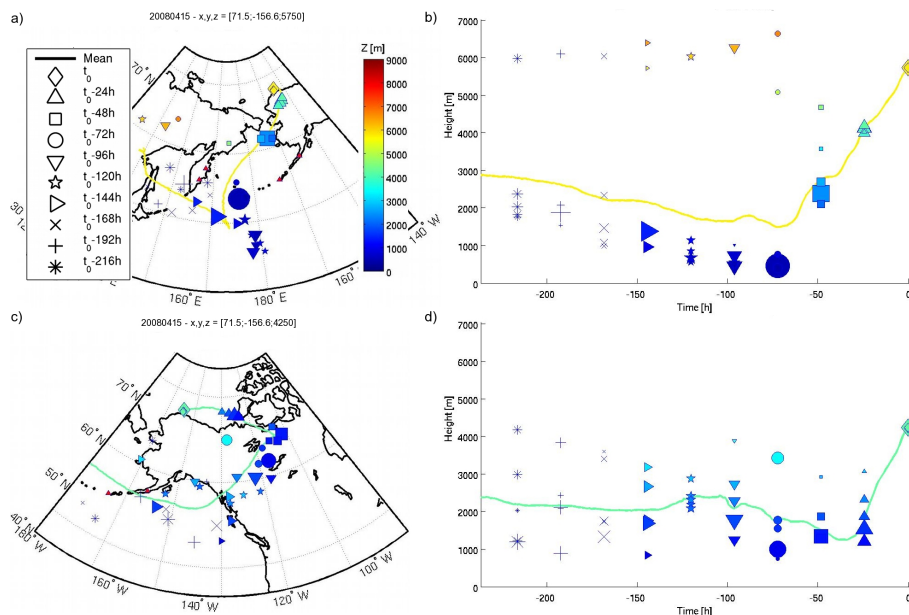 a)
20080415 - x,y,z = [71.5;-156.6;5750]
Mean
t0
t0-24h
t0-48h
t0-72h
t0-96h
t0-120h
t0-144h
t0-168h
t0-192h
t0-216h
70°N
160°E
180°E
140°W
Z [m]
9000
8000
7000
6000
5000
4000
3000
2000
1000
0
b)
Height [m]
7000
6000
5000
4000
3000
2000
1000
0
-200
-150
-100
-50
0
Time [h]
c)
20080415 - x,y,z = [71.5;-156.6;4250]
70°N
60°N
50°N
40°N
180°W
160°W
140°W
120°W
100°W
d)
Height [m]
7000
6000
5000
4000
3000
2000
1000
0
-200
-150
-100
-50
0
Time [h]